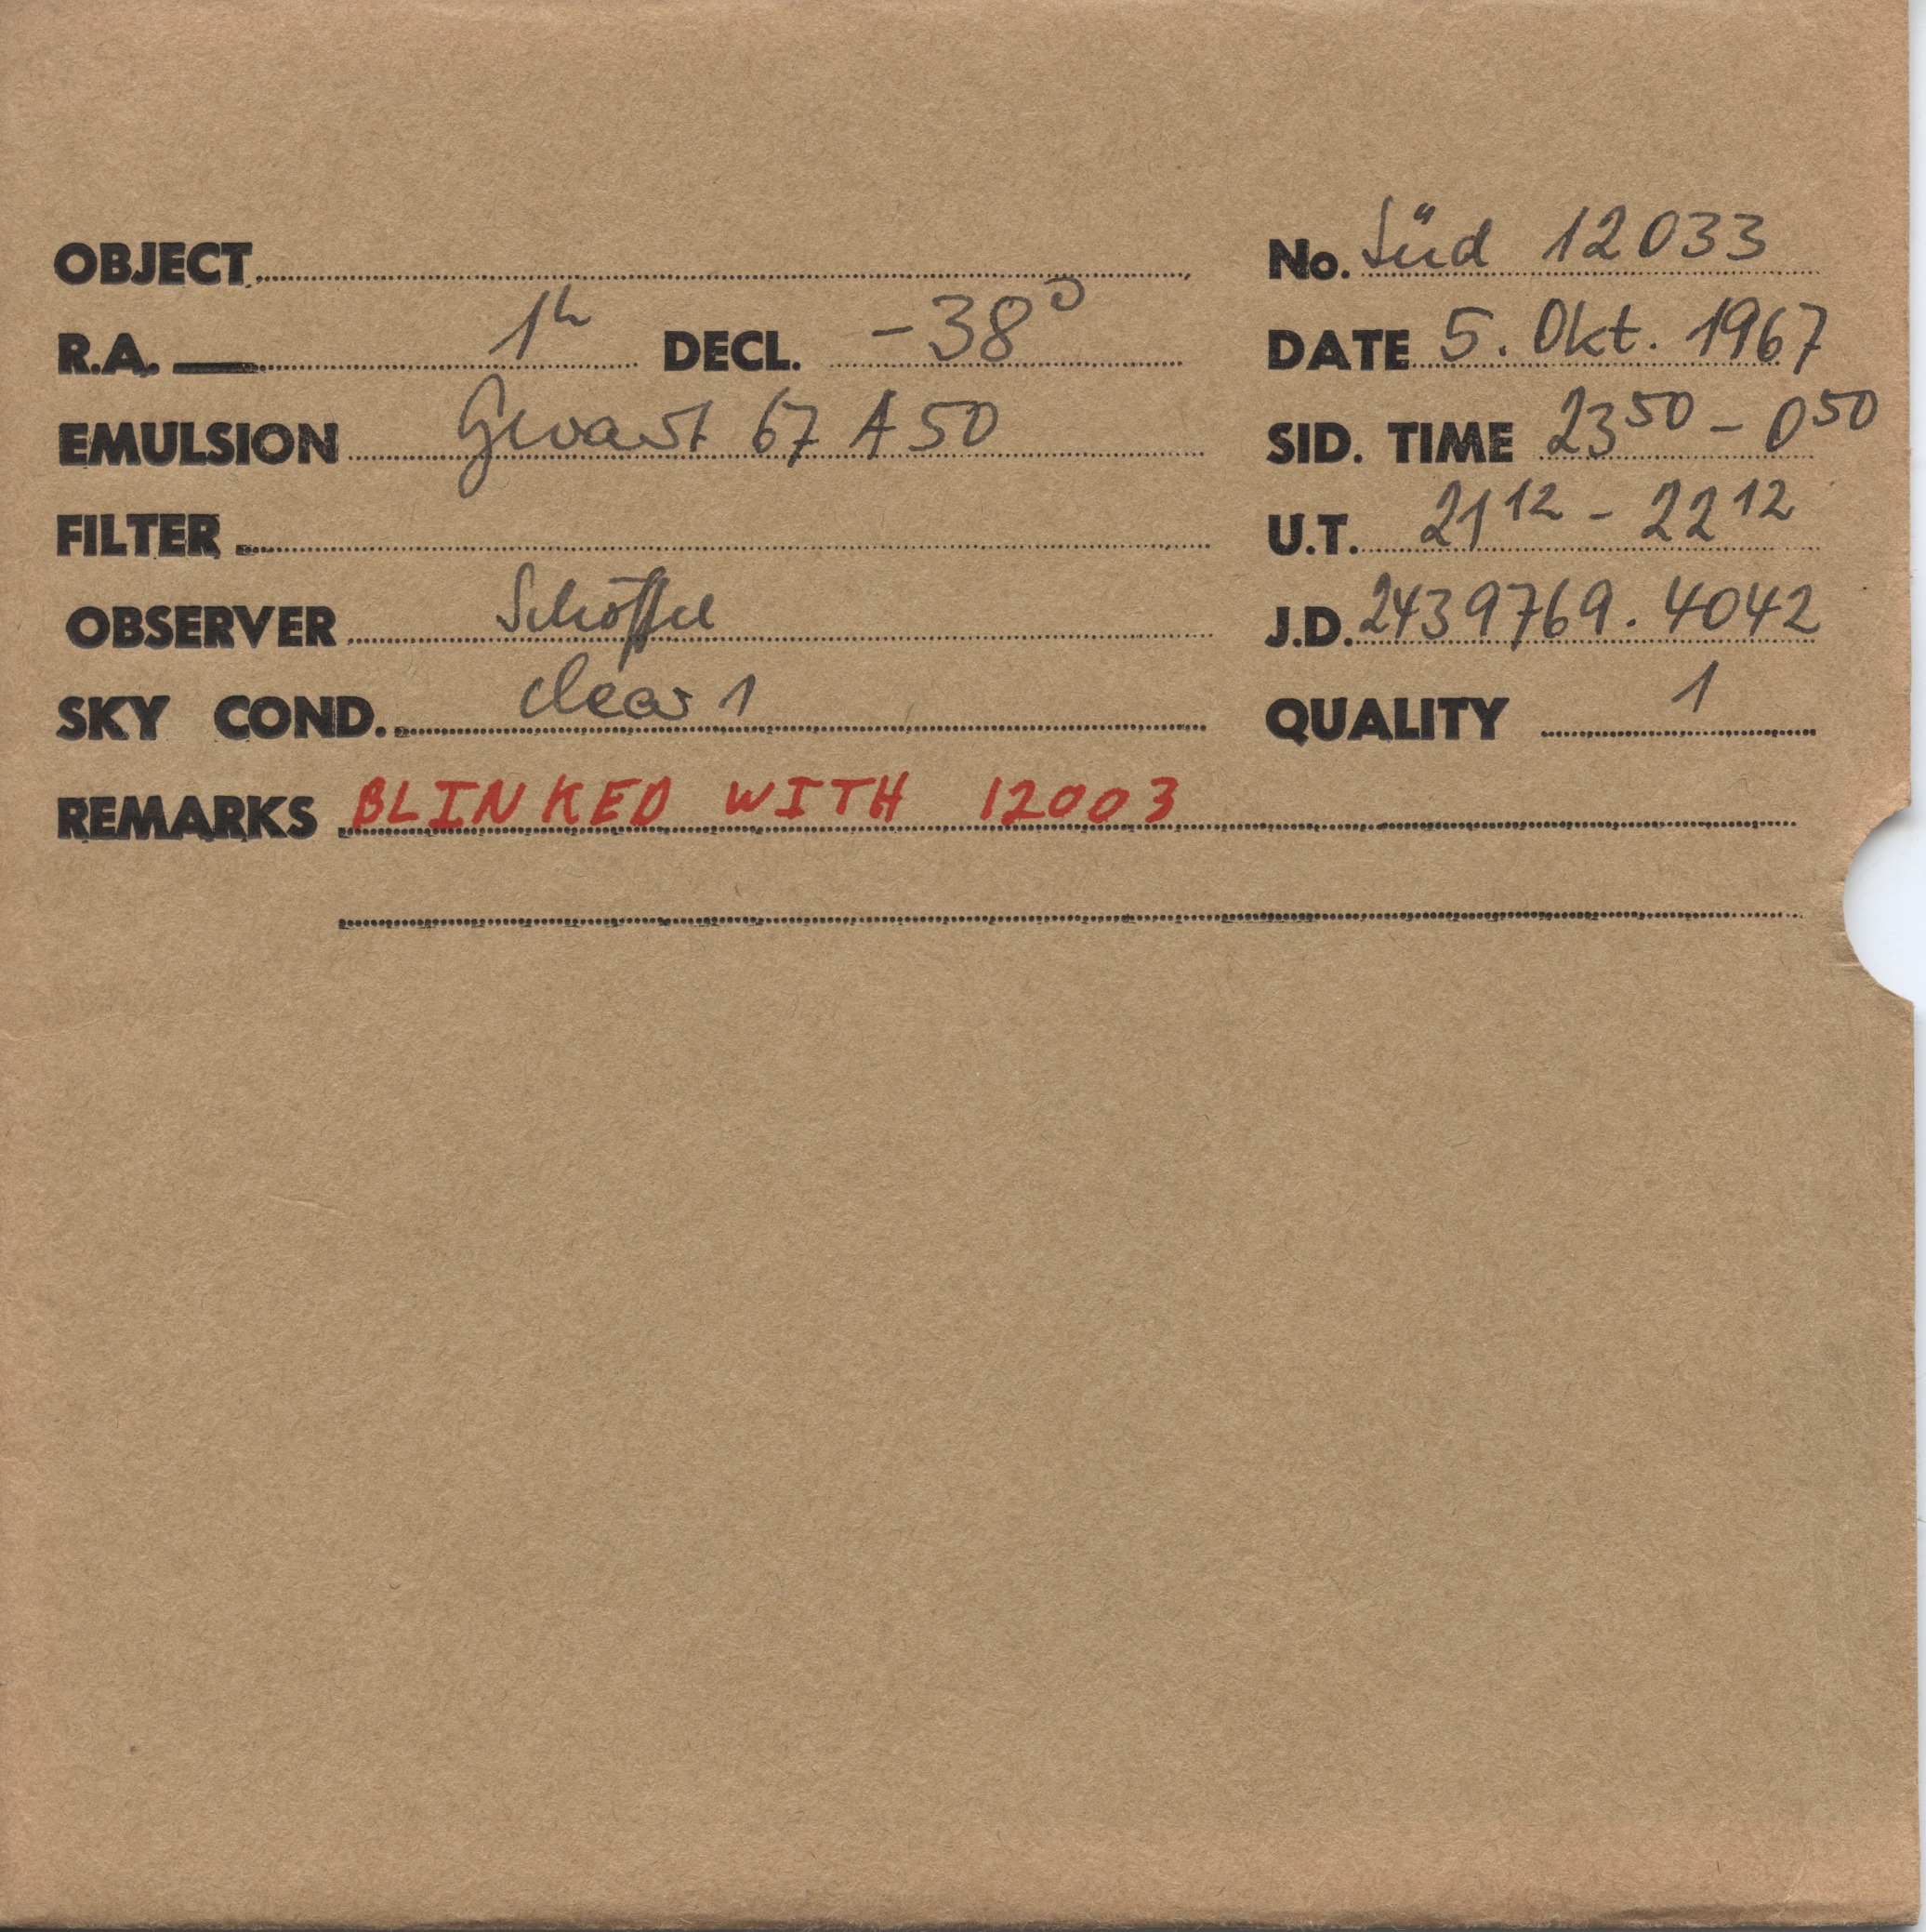 OBJECT No. Süd 12033
R.A. 1h DECL. -38° DATE 5. Okt. 1967
EMULSION Gevaert 67 A 50 SID. TIME 23 50 - 0 50
FILTER U.T. 21 12 - 22 12
OBSERVER Schöffel J.D. 2439769.4042
SKY COND. clear 1 QUALITY 1
REMARKS BLINKED WITH 12003